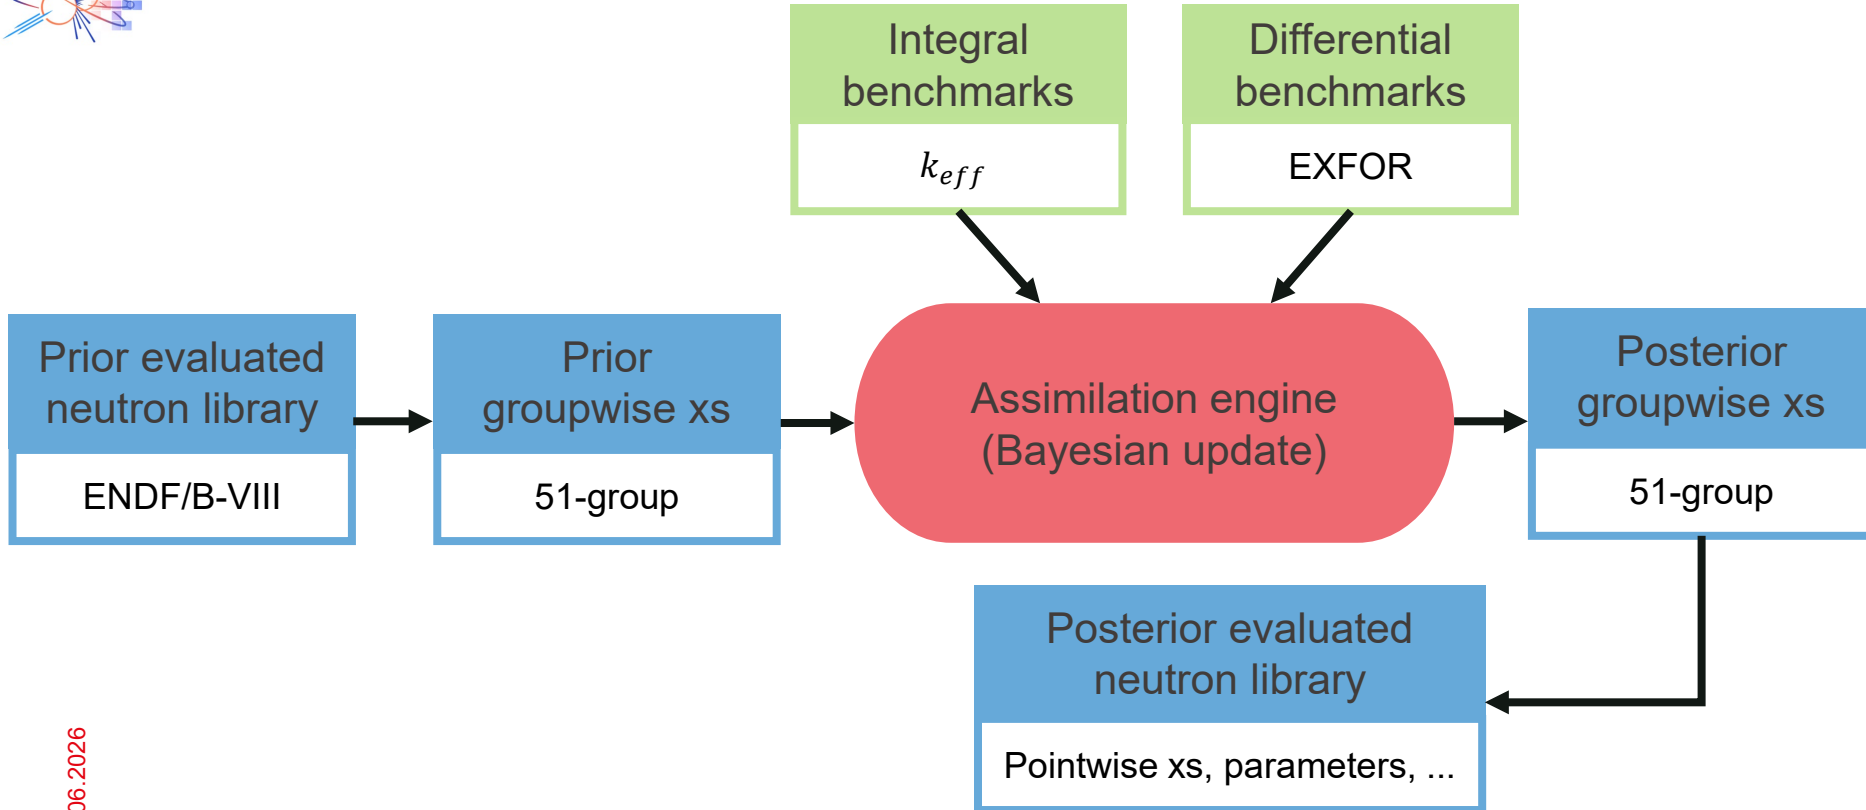 Integral
benchmarks
k_eff
Differential
benchmarks
EXFOR
Prior evaluated
neutron library
ENDF/B-VIII
Prior
groupwise xs
51-group
Assimilation engine
(Bayesian update)
Posterior
groupwise xs
51-group
Posterior evaluated
neutron library
Pointwise xs, parameters, ...
06.2026